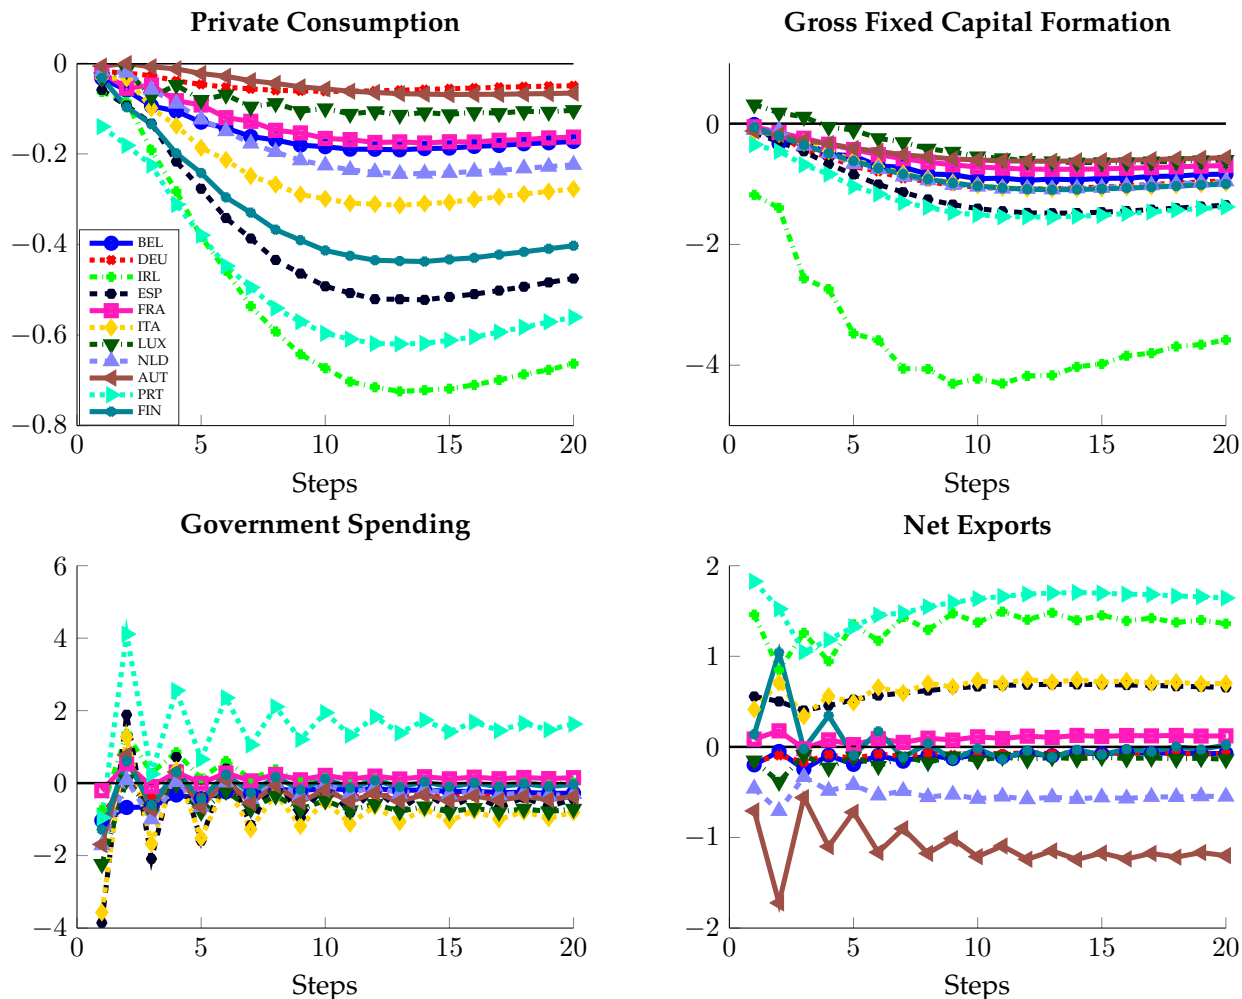 Private Consumption
0
−0.2
−0.4
−0.6
−0.8
BEL
DEU
IRL
ESP
FRA
ITA
LUX
NLD
AUT
PRT
FIN
0 5 10 15 20
Steps
Gross Fixed Capital Formation
0
−2
−4
0 5 10 15 20
Steps
Government Spending
6
4
2
0
−2
−4
0 5 10 15 20
Steps
Net Exports
2
1
0
−1
−2
0 5 10 15 20
Steps